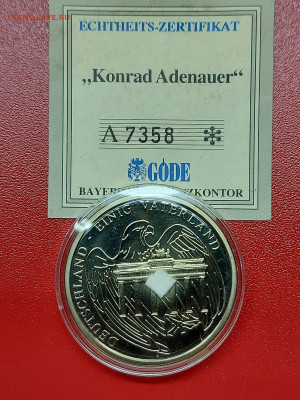 ECHTHEITS-ZERTIFIKAT
„Konrad Adenauer“
A 7358
GÖDE
DEUTSCHLAND · EINIG VATERLAND